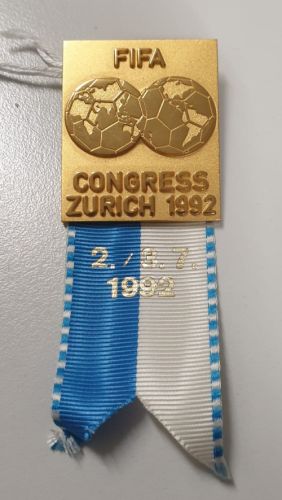 FIFA
CONGRESS
ZURICH 1992
2./3.7.
1992